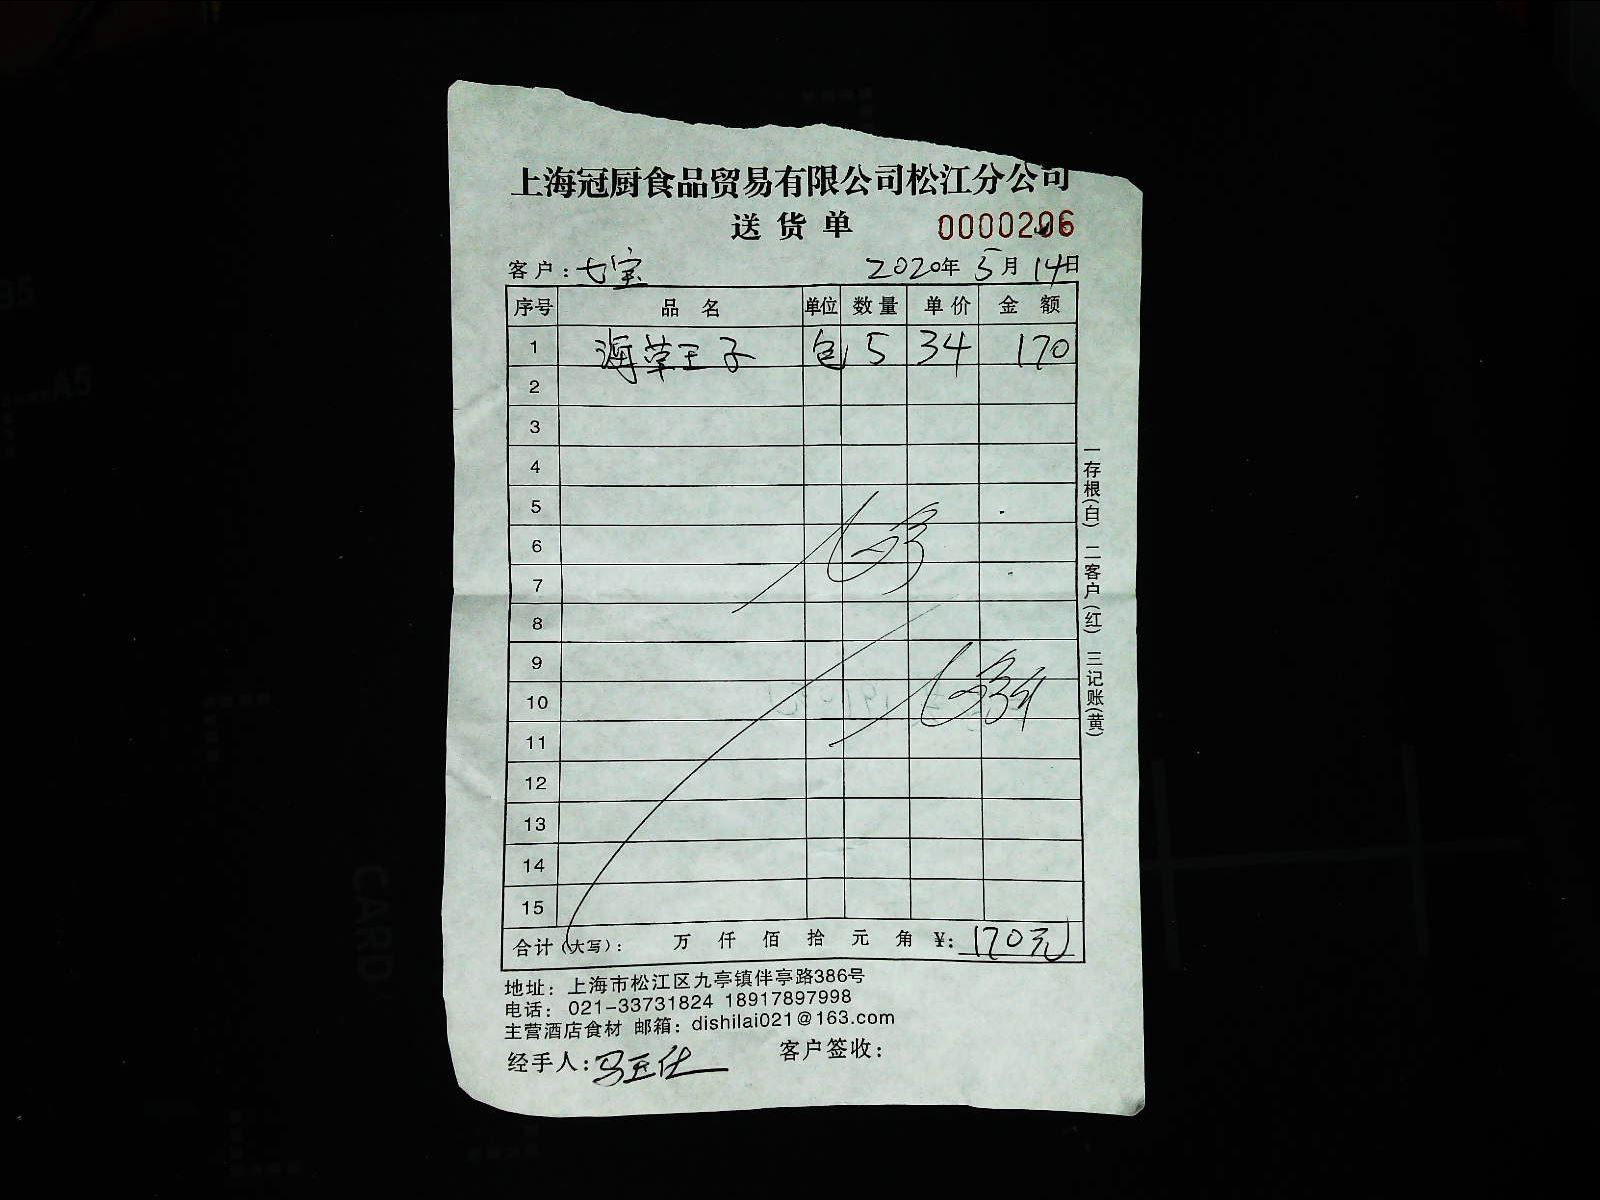 上海冠厨食品贸易有限公司松江分公司
送货单 0000206
客户：七宝 2020年5月14日
序号 品名 单位 数量 单价 金额
1 海草王子 包 5 34 170
2
3
4
5
6
7
8
9
10
11
12
13
14
15
合计（大写）： 万 仟 佰 拾 元 角 ¥：170元
地址：上海市松江区九亭镇伴亭路386号
电话：021-33731824 18917897998
主营酒店食材 邮箱：dishilai021@163.com
经手人： 客户签收：
一存根(白) 二客户(红) 三记账(黄)